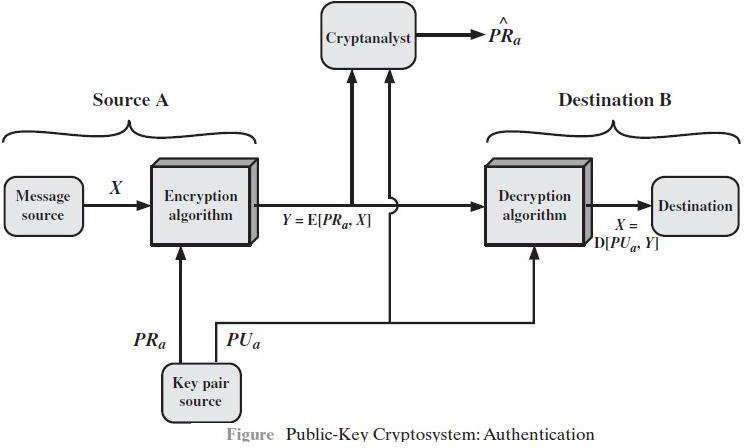 Cryptanalyst
P̂Rₐ
Source A
Destination B
Message
source
X
Encryption
algorithm
Y = E[PRₐ, X]
Decryption
algorithm
X =
D[PUₐ, Y]
Destination
PRₐ
PUₐ
Key pair
source
Figure Public-Key Cryptosystem: Authentication